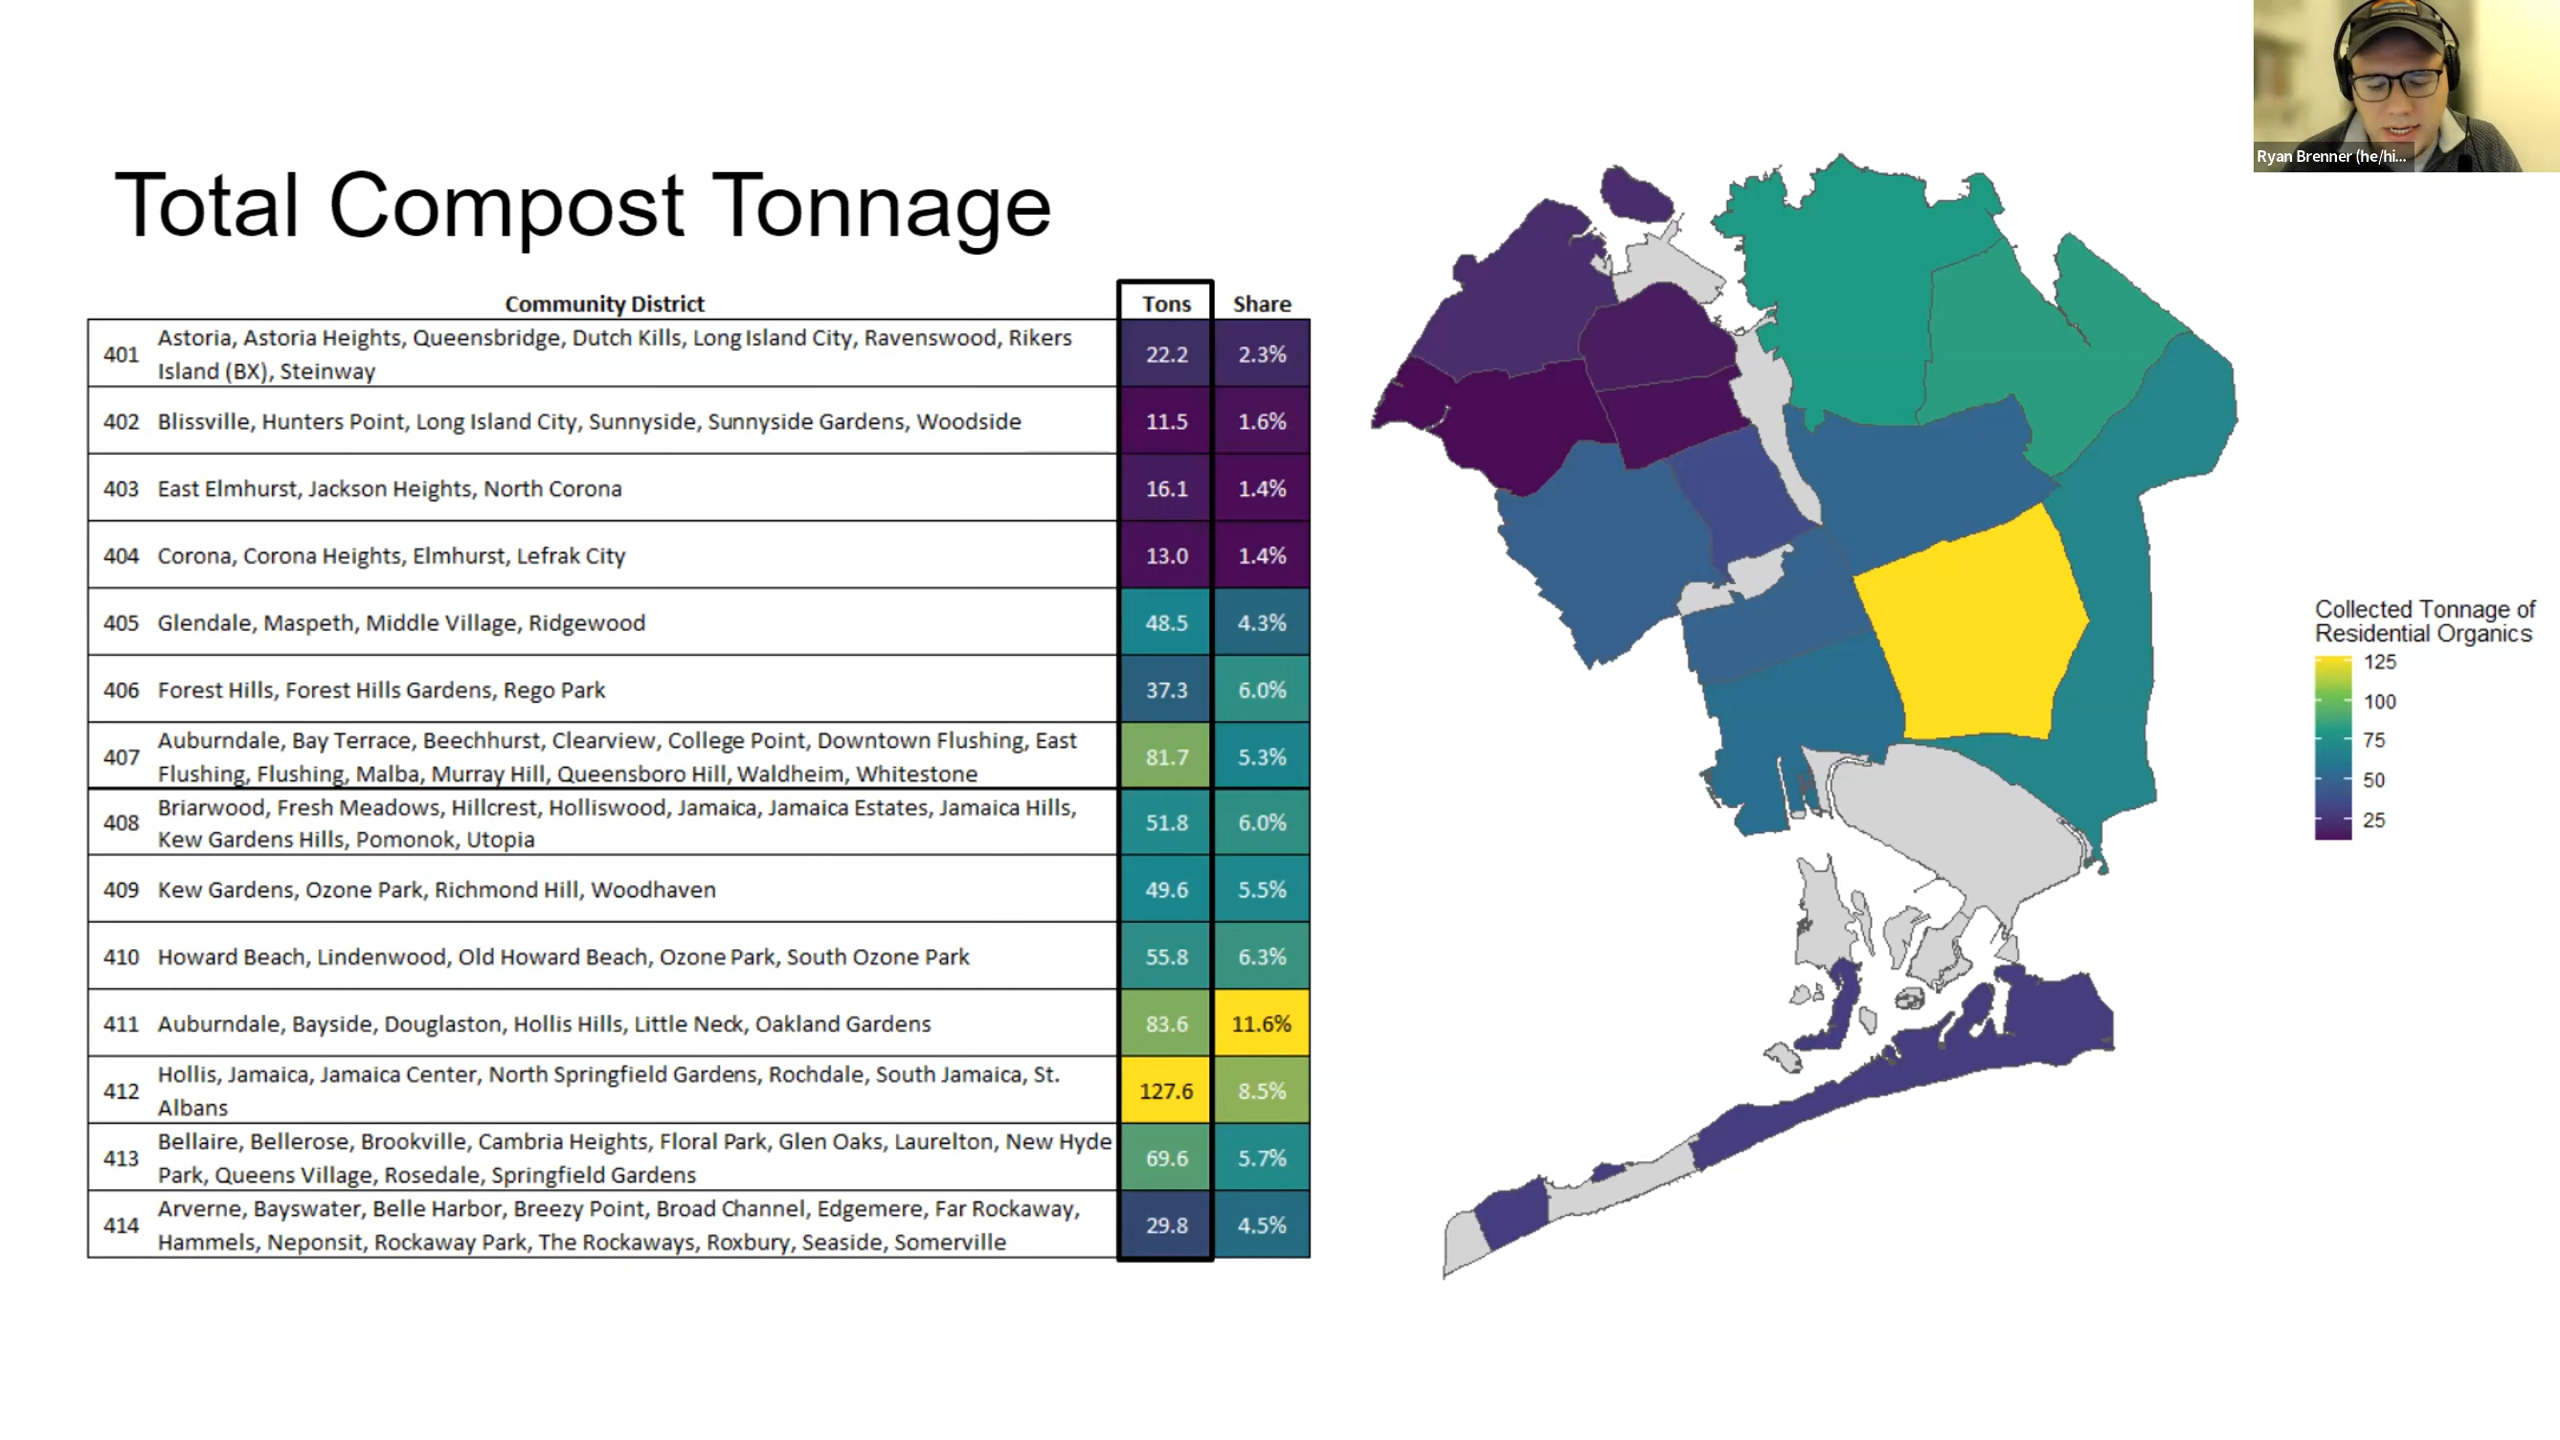 Ryan Brenner (he/hi...
Total Compost Tonnage
Community District Tons Share
401 Astoria, Astoria Heights, Queensbridge, Dutch Kills, Long Island City, Ravenswood, Rikers
Island (BX), Steinway 22.2 2.3%
402 Blissville, Hunters Point, Long Island City, Sunnyside, Sunnyside Gardens, Woodside 11.5 1.6%
403 East Elmhurst, Jackson Heights, North Corona 16.1 1.4%
404 Corona, Corona Heights, Elmhurst, Lefrak City 13.0 1.4%
405 Glendale, Maspeth, Middle Village, Ridgewood 48.5 4.3%
406 Forest Hills, Forest Hills Gardens, Rego Park 37.3 6.0%
407 Auburndale, Bay Terrace, Beechhurst, Clearview, College Point, Downtown Flushing, East
Flushing, Flushing, Malba, Murray Hill, Queensboro Hill, Waldheim, Whitestone 81.7 5.3%
408 Briarwood, Fresh Meadows, Hillcrest, Holliswood, Jamaica, Jamaica Estates, Jamaica Hills,
Kew Gardens Hills, Pomonok, Utopia 51.8 6.0%
409 Kew Gardens, Ozone Park, Richmond Hill, Woodhaven 49.6 5.5%
410 Howard Beach, Lindenwood, Old Howard Beach, Ozone Park, South Ozone Park 55.8 6.3%
411 Auburndale, Bayside, Douglaston, Hollis Hills, Little Neck, Oakland Gardens 83.6 11.6%
412 Hollis, Jamaica, Jamaica Center, North Springfield Gardens, Rochdale, South Jamaica, St.
Albans 127.6 8.5%
413 Bellaire, Bellerose, Brookville, Cambria Heights, Floral Park, Glen Oaks, Laurelton, New Hyde
Park, Queens Village, Rosedale, Springfield Gardens 69.6 5.7%
414 Arverne, Bayswater, Belle Harbor, Breezy Point, Broad Channel, Edgemere, Far Rockaway,
Hammels, Neponsit, Rockaway Park, The Rockaways, Roxbury, Seaside, Somerville 29.8 4.5%
Collected Tonnage of
Residential Organics
125
100
75
50
25